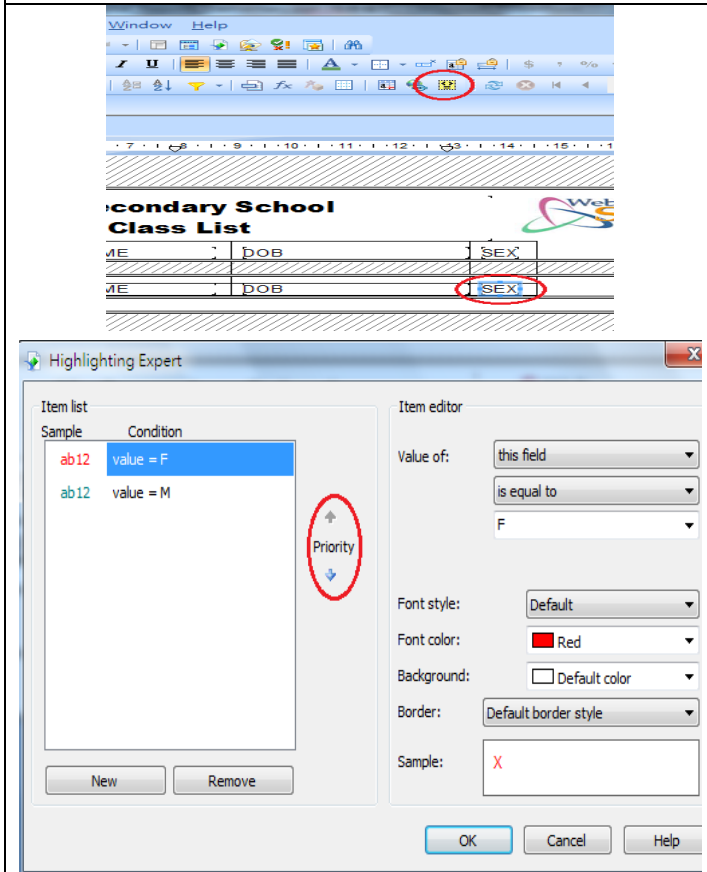 Window Help
I U A $ , %
fx
7 8 9 10 11 12 13 14 15 1
econdary School
Class List
Web
S
ME DOB SEX
ME DOB SEX
Highlighting Expert
X
Item list
Sample Condition
ab12 value = F
ab12 value = M
Priority
New Remove
Item editor
Value of: this field
is equal to
F
Font style: Default
Font color: Red
Background: Default color
Border: Default border style
Sample: X
OK Cancel Help